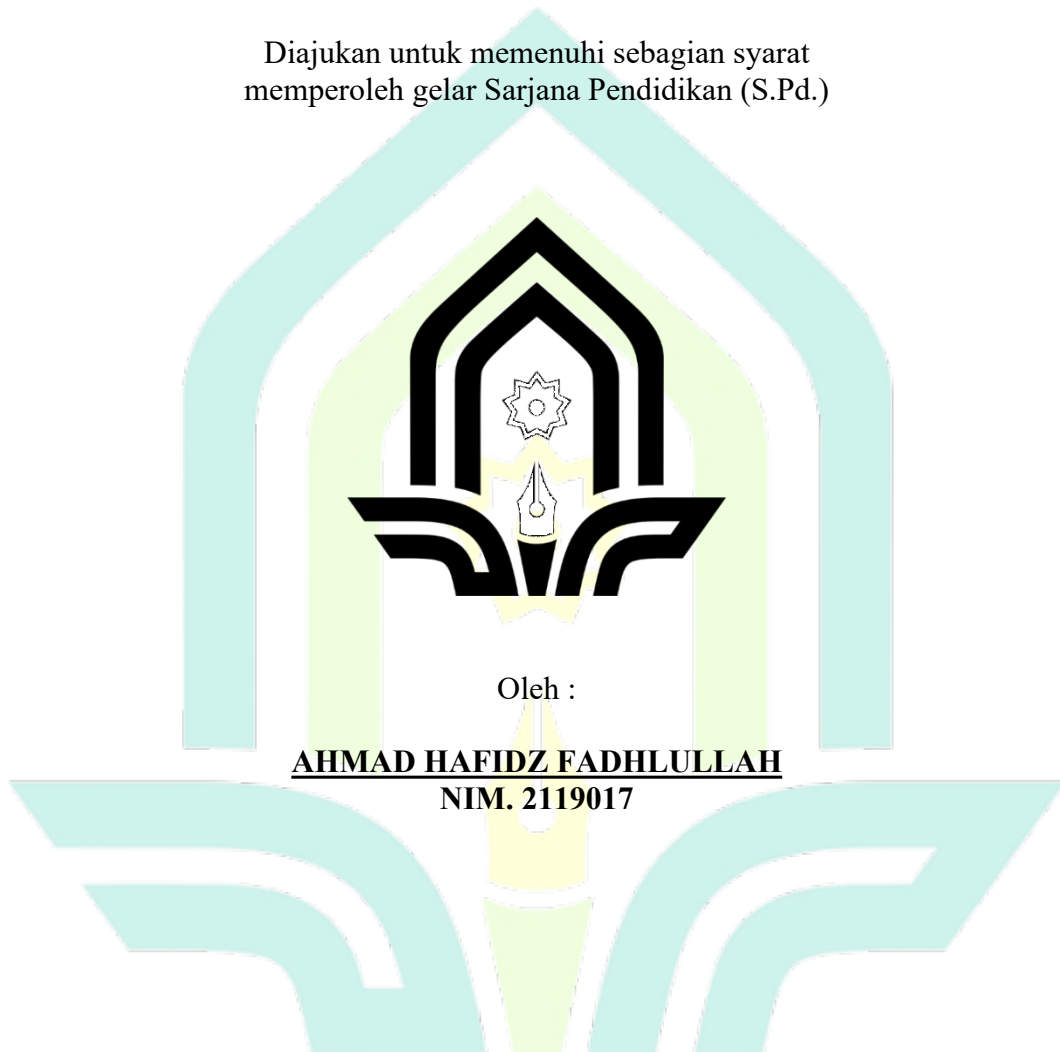 Diajukan untuk memenuhi sebagian syarat
memperoleh gelar Sarjana Pendidikan (S.Pd.)
Oleh :
AHMAD HAFIDZ FADHLULLAH
NIM. 2119017